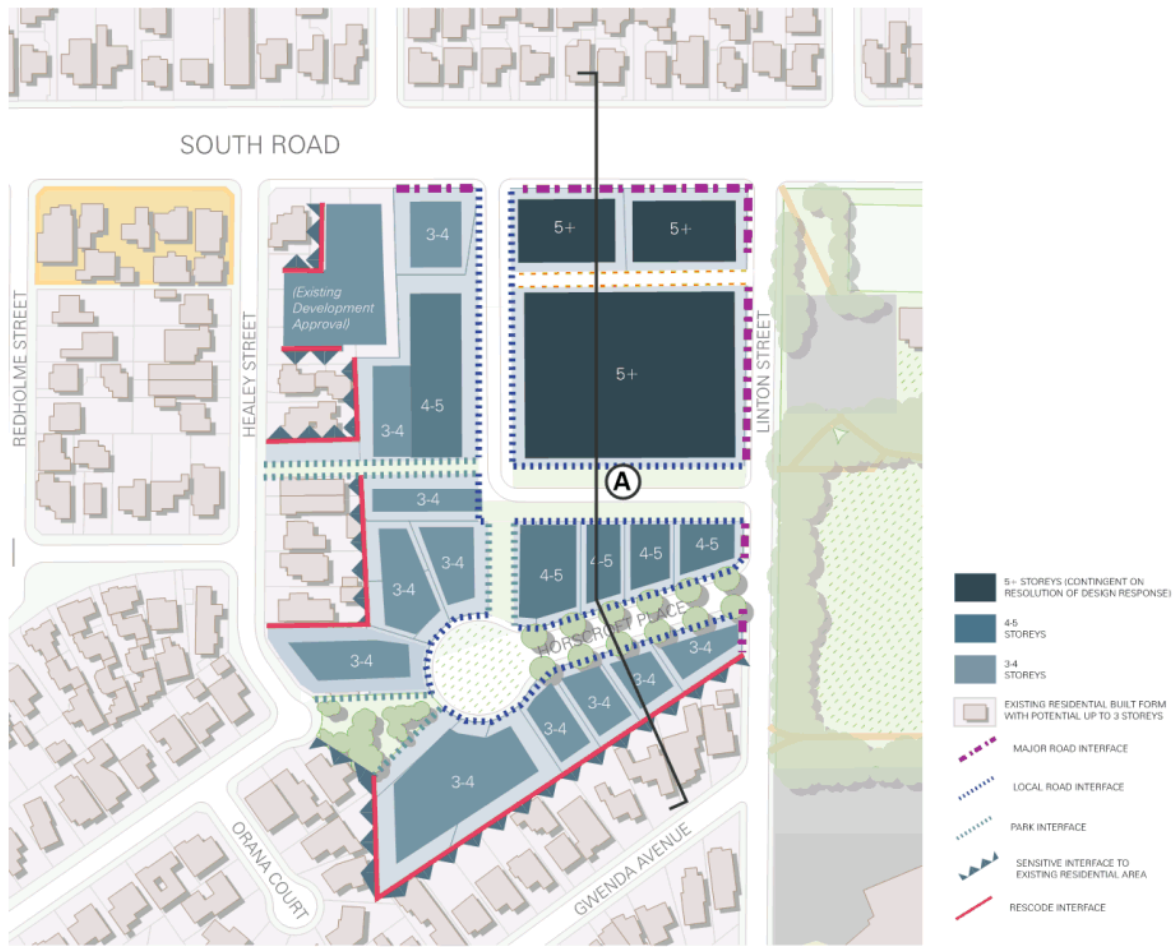 SOUTH ROAD
REDHOLME STREET
HEALEY STREET
LINTON STREET
3-4
5+
5+
(Existing
Development
Approval)
5+
4-5
3-4
A
3-4
3-4
3-4
4-5
4-5
4-5
4-5
HORSCROFT PLACE
3-4
3-4
3-4
3-4
3-4
3-4
ORANA COURT
GWENDA AVENUE
5+ STOREYS (CONTINGENT ON
RESOLUTION OF DESIGN RESPONSE)
4-5
STOREYS
3-4
STOREYS
EXISTING RESIDENTIAL BUILT FORM
WITH POTENTIAL UP TO 3 STOREYS
MAJOR ROAD INTERFACE
LOCAL ROAD INTERFACE
PARK INTERFACE
SENSITIVE INTERFACE TO
EXISTING RESIDENTIAL AREA
RESCODE INTERFACE